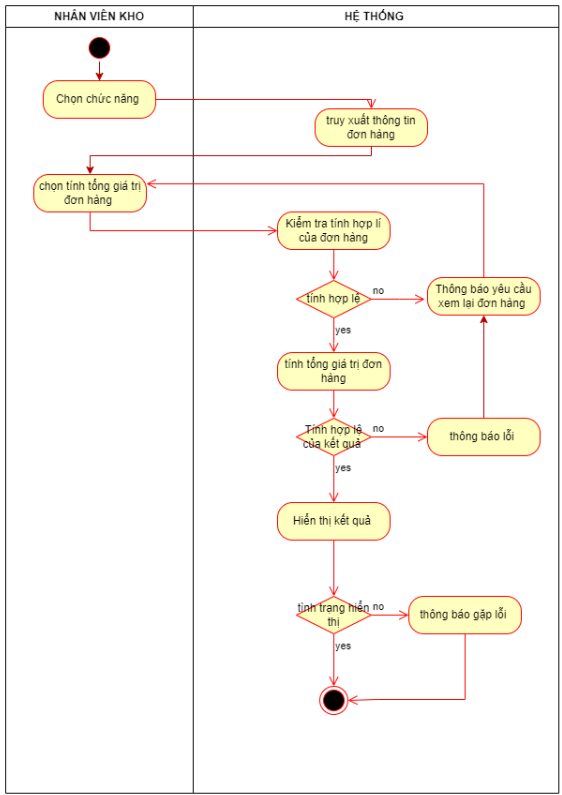 NHÂN VIÊN KHO
HỆ THỐNG
Chọn chức năng
truy xuất thông tin
đơn hàng
chọn tính tổng giá trị
đơn hàng
Kiểm tra tính hợp lí
của đơn hàng
tính hợp lệ
no
Thông báo yêu cầu
xem lại đơn hàng
yes
tính tổng giá trị đơn
hàng
Tính hợp lệ
của kết quả
no
thông báo lỗi
yes
Hiển thị kết quả
tình trạng hiển
thị
no
thông báo gặp lỗi
yes